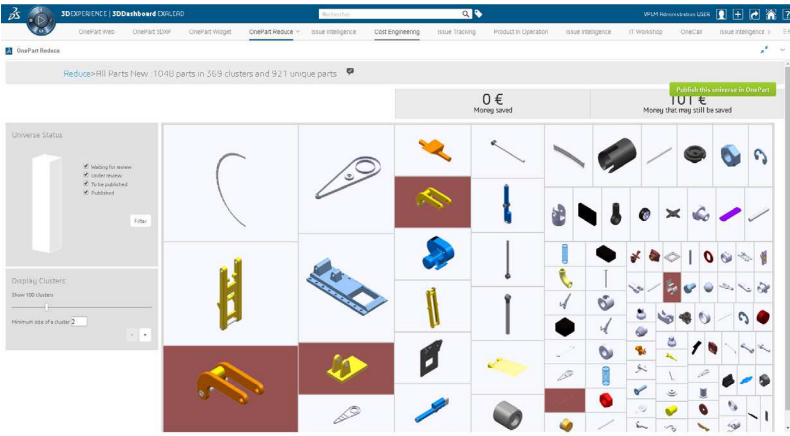 3DEXPERIENCE | 3DDashboard EXALEAD
Rechercher
VPLM Administration USER
OnePart Web
OnePart 3DXP
OnePart Widget
OnePart Reduce
Issue Intelligence
Cost Engineering
Issue Tracking
Product in Operation
Issue Intelligence
IT Workshop
OneCall
Issue Intelligence
OnePart Reduce
Reduce>All Parts New :1048 parts in 369 clusters and 921 unique parts
Publish this universe in OnePart
0 €
Money saved
101 €
Money that may still be saved
Universe Status
Waiting for review
Under review
To be published
Published
Filter
Display Clusters
Show 100 clusters
Minimum size of a cluster 2
- +